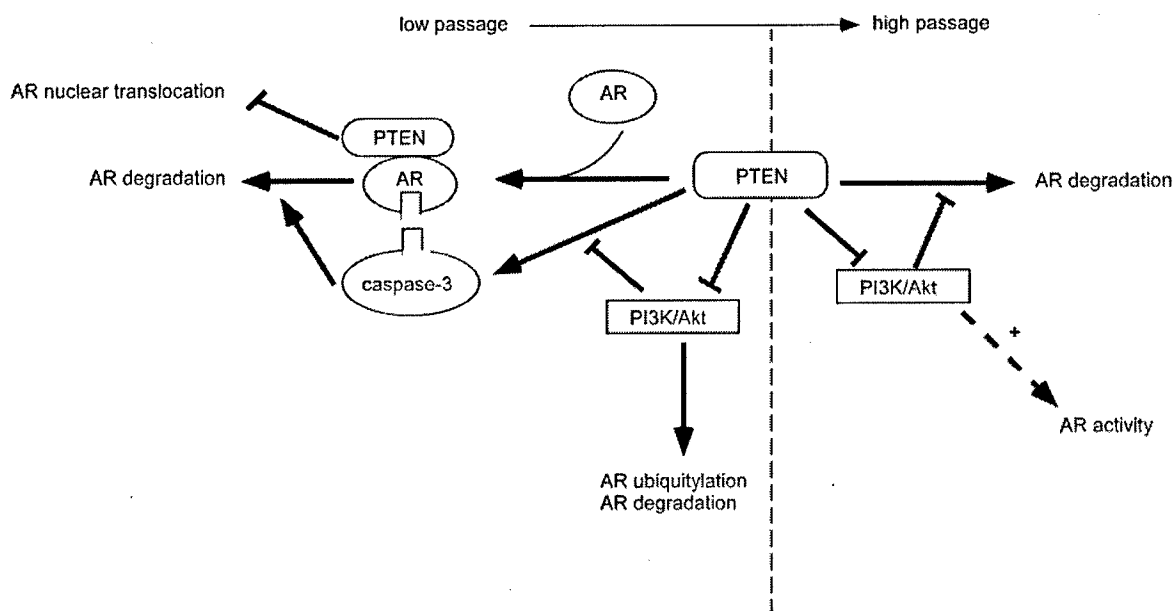 low passage
high passage
AR nuclear translocation
AR
PTEN
AR degradation
AR
PTEN
AR degradation
caspase-3
PI3K/Akt
PI3K/Akt
+
AR activity
AR ubiquitylation
AR degradation